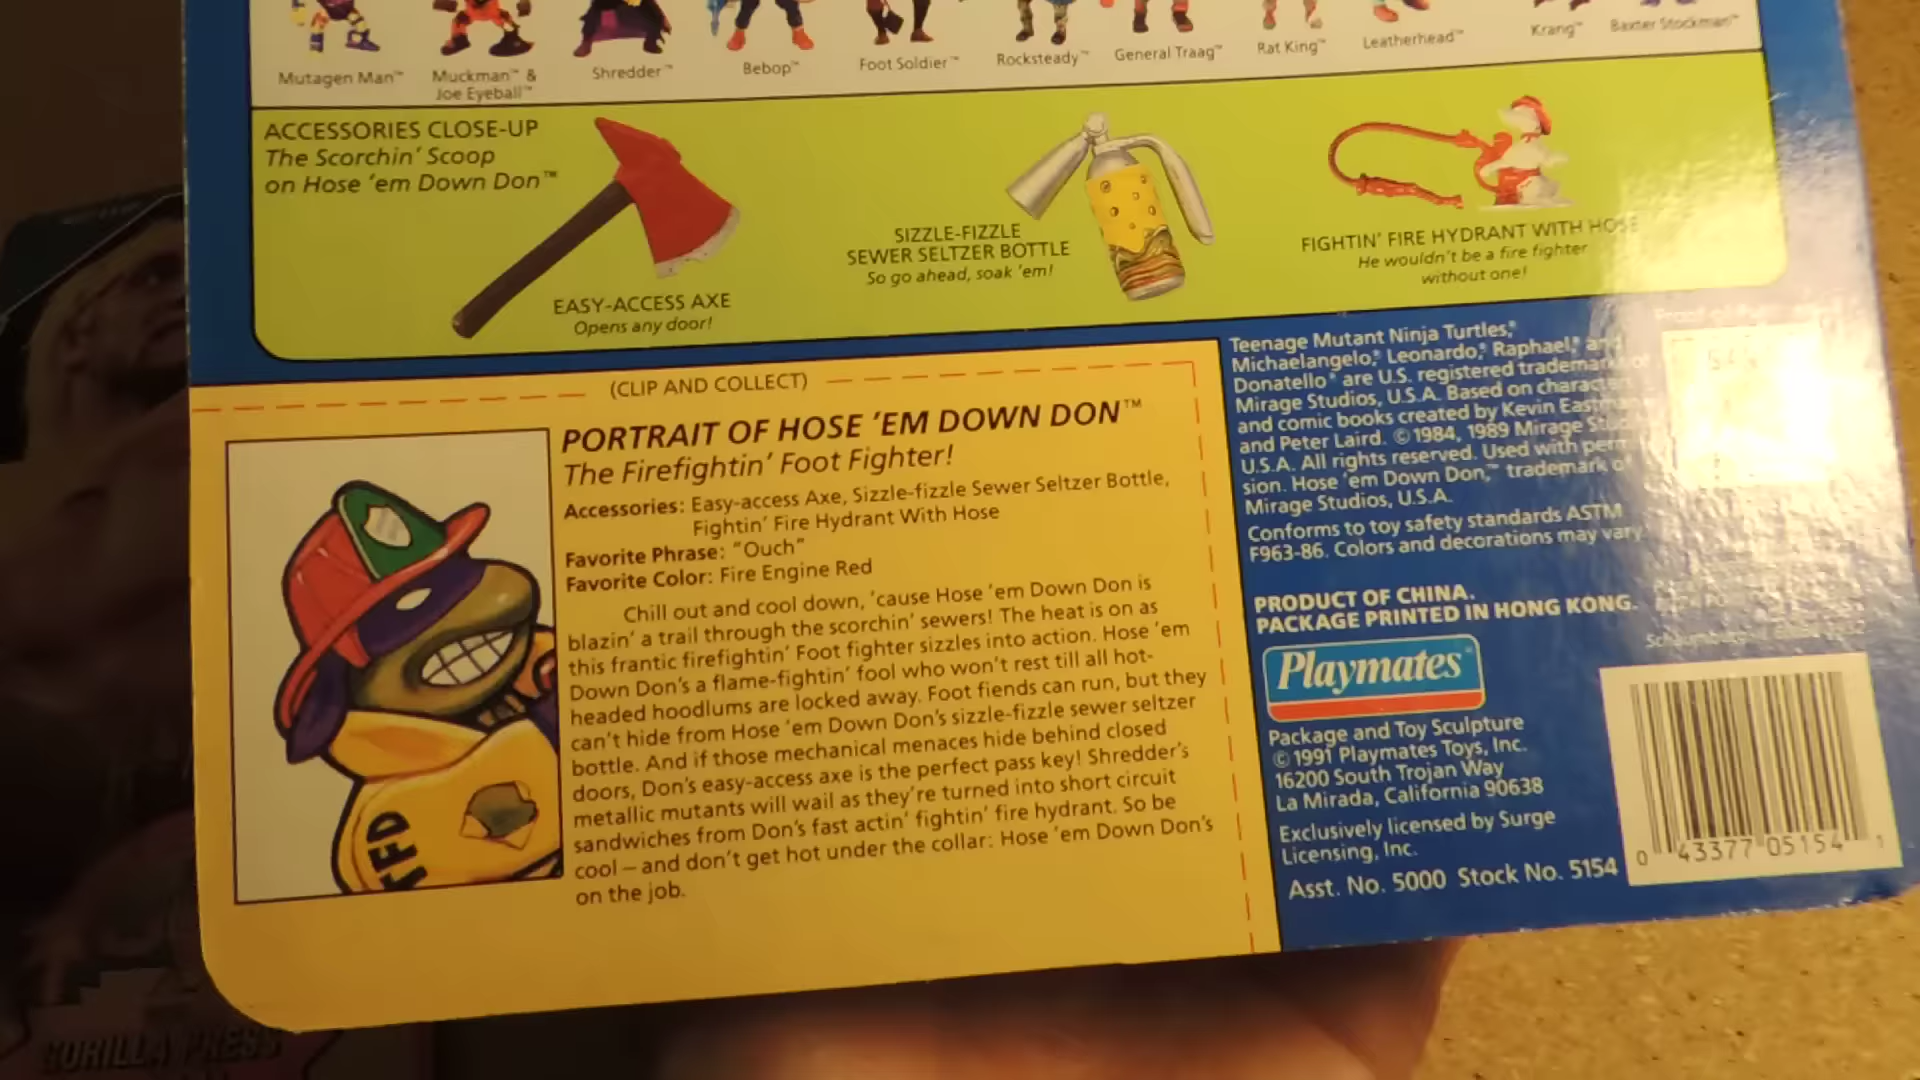 Mutagen Man™
Muckman™ &
Joe Eyeball™
Shredder™
Bebop™
Foot Soldier™
Rocksteady™
General Traag™
Rat King™
Leatherhead™
Krang™
Baxter Stockman™
ACCESSORIES CLOSE-UP
The Scorchin' Scoop
on Hose 'em Down Don™
EASY-ACCESS AXE
Opens any door!
SIZZLE-FIZZLE
SEWER SELTZER BOTTLE
So go ahead, soak 'em!
FIGHTIN' FIRE HYDRANT WITH HOSE
He wouldn't be a fire fighter
without one!
(CLIP AND COLLECT)
PORTRAIT OF HOSE 'EM DOWN DON™
The Firefightin' Foot Fighter!
Accessories: Easy-access Axe, Sizzle-fizzle Sewer Seltzer Bottle,
Fightin' Fire Hydrant With Hose
Favorite Phrase: "Ouch"
Favorite Color: Fire Engine Red
Chill out and cool down, 'cause Hose 'em Down Don is
blazin' a trail through the scorchin' sewers! The heat is on as
this frantic firefightin' Foot fighter sizzles into action. Hose 'em
Down Don's a flame-fightin' fool who won't rest till all hot-
headed hoodlums are locked away. Foot fiends can run, but they
can't hide from Hose 'em Down Don's sizzle-fizzle sewer seltzer
bottle. And if those mechanical menaces hide behind closed
doors, Don's easy-access axe is the perfect pass key! Shredder's
metallic mutants will wail as they're turned into short circuit
sandwiches from Don's fast actin' fightin' fire hydrant. So be
cool – and don't get hot under the collar: Hose 'em Down Don's
on the job.
FFD
Teenage Mutant Ninja Turtles,®
Michaelangelo,® Leonardo,® Raphael,® and
Donatello® are U.S. registered trademarks of
Mirage Studios, U.S.A. Based on characters
and comic books created by Kevin Eastman
and Peter Laird. © 1984, 1989 Mirage Studios
U.S.A. All rights reserved. Used with permis-
sion. Hose 'em Down Don,™ trademark of
Mirage Studios, U.S.A.
Conforms to toy safety standards ASTM
F963-86. Colors and decorations may vary.
PRODUCT OF CHINA.
PACKAGE PRINTED IN HONG KONG.
Playmates®
Package and Toy Sculpture
© 1991 Playmates Toys, Inc.
16200 South Trojan Way
La Mirada, California 90638
Exclusively licensed by Surge
Licensing, Inc.
Asst. No. 5000 Stock No. 5154
0 43377 05154 1
GORILLA PRESS